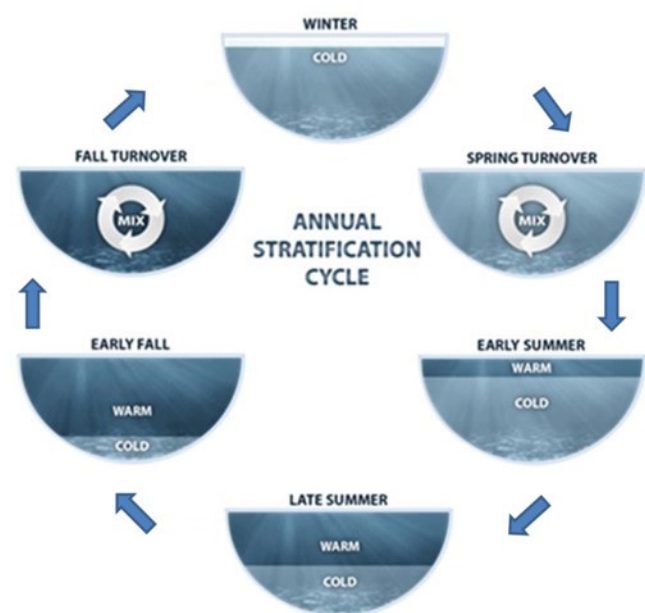 WINTER
COLD
SPRING TURNOVER
MIX
EARLY SUMMER
WARM
COLD
LATE SUMMER
WARM
COLD
EARLY FALL
WARM
COLD
FALL TURNOVER
MIX
ANNUAL
STRATIFICATION
CYCLE